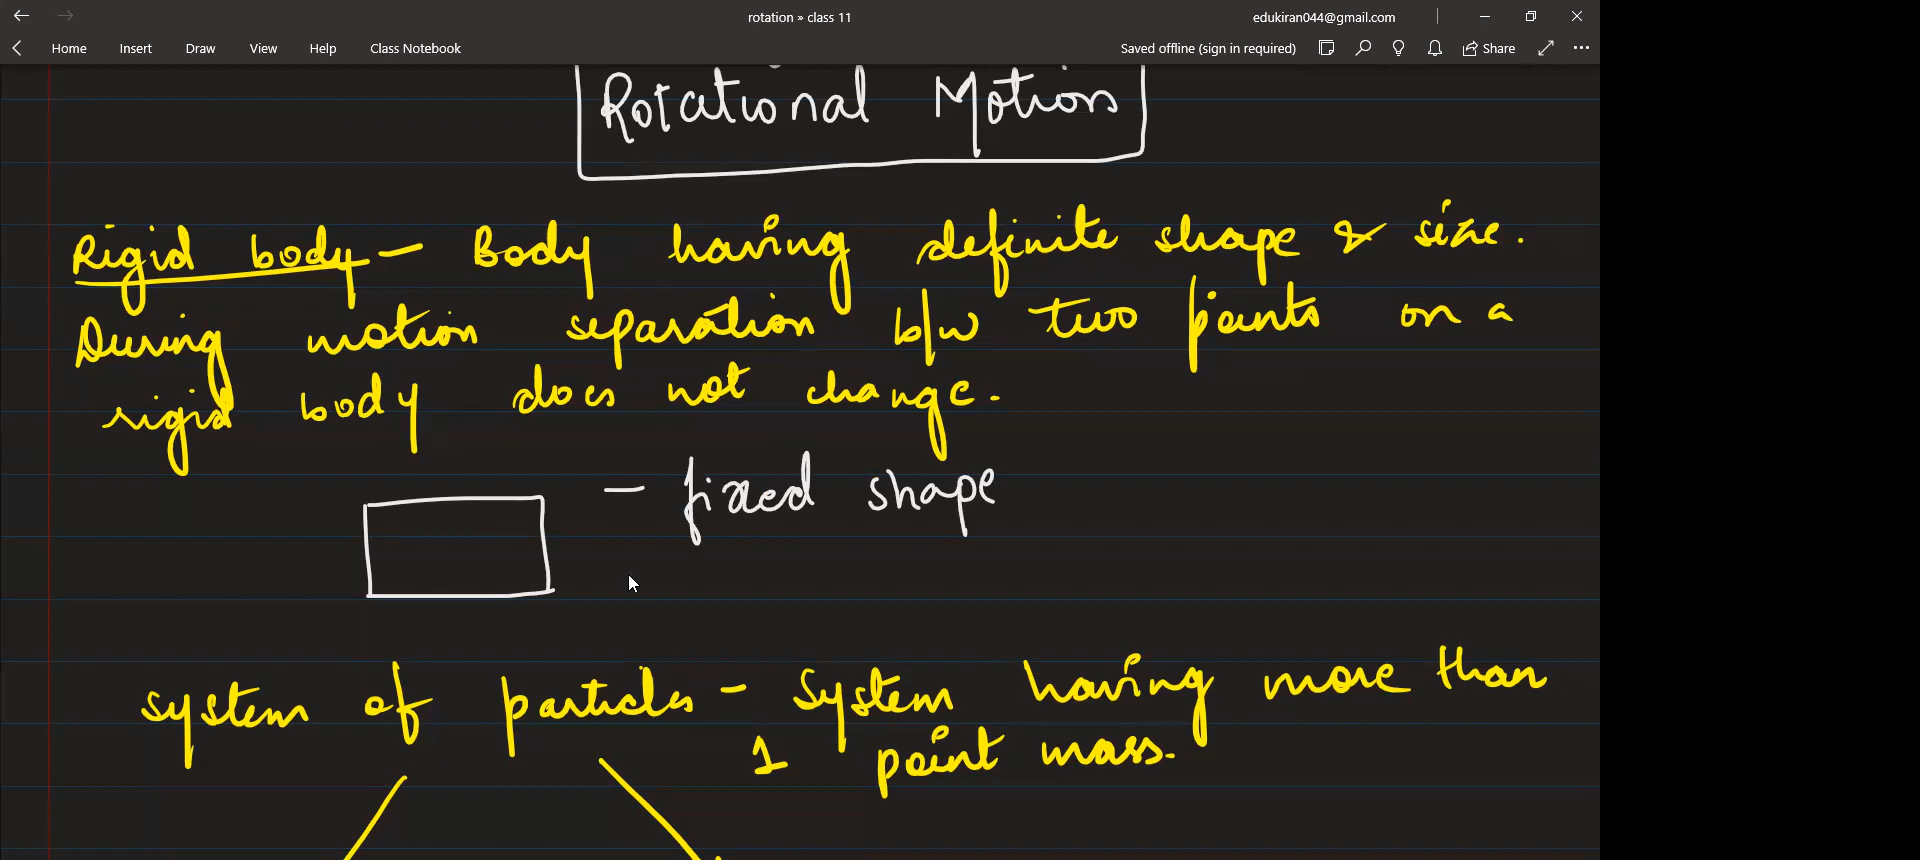 rotation » class 11
edukiran044@gmail.com
Home Insert Draw View Help Class Notebook
Saved offline (sign in required) Share
Rotational Motion
Rigid body - Body having definite shape & size.
During motion separation b/w two points on a
rigid body does not change.
- fixed shape
system of particles - System having more than
1 point mass.